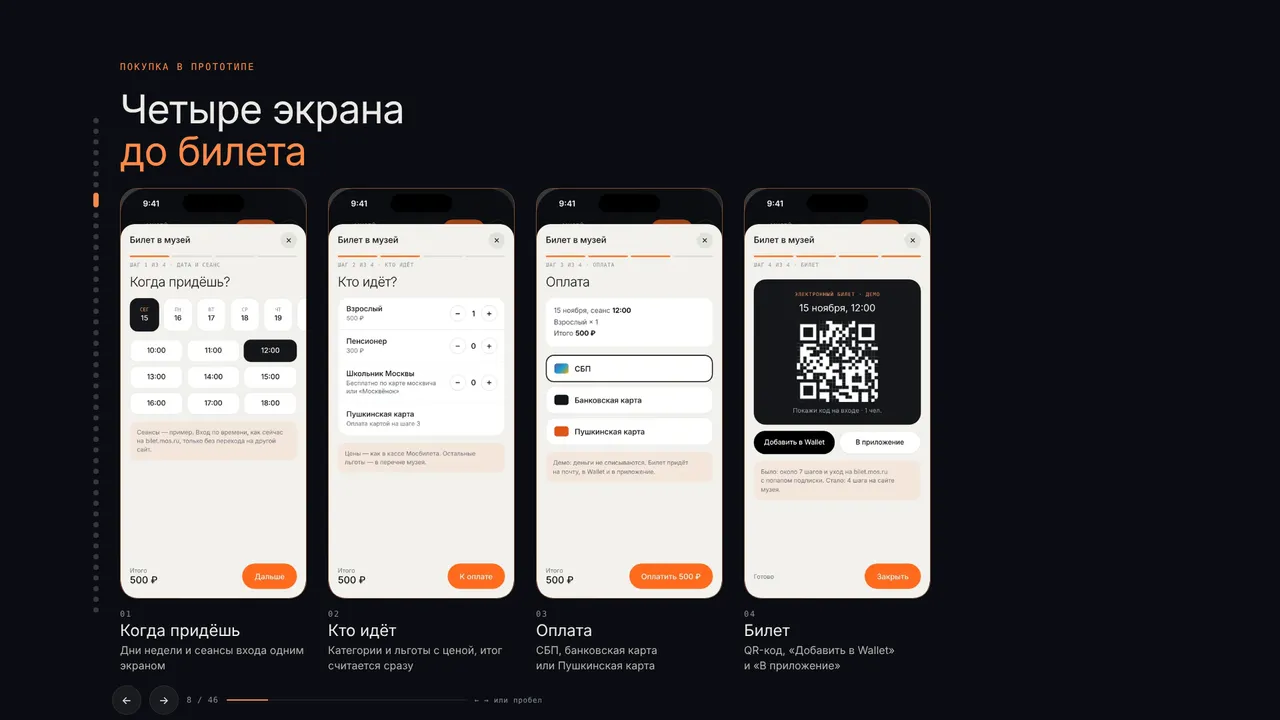 ПОКУПКА В ПРОТОТИПЕ
Четыре экрана
до билета
9:41
Билет в музей
ШАГ 1 ИЗ 4 · ДАТА И СЕАНС
Когда придёшь?
СЕГ ПН ВТ СР ЧТ
15 16 17 18 19
10:00 11:00 12:00
13:00 14:00 15:00
16:00 17:00 18:00
Сеансы — пример. Вход по времени, как сейчас
на bilet.mos.ru, только без перехода на другой
сайт.
Итого
500 ₽
Дальше
01
Когда придёшь
Дни недели и сеансы входа одним
экраном
9:41
Билет в музей
ШАГ 2 ИЗ 4 · КТО ИДЁТ
Кто идёт?
Взрослый
500 ₽
− 1 +
Пенсионер
300 ₽
− 0 +
Школьник Москвы
Бесплатно по карте москвича
или «Москвёнок»
− 0 +
Пушкинская карта
Оплата картой на шаге 3
Цены — как в кассе Мосбилета. Остальные
льготы — в перечне музея.
Итого
500 ₽
К оплате
02
Кто идёт
Категории и льготы с ценой, итог
считается сразу
9:41
Билет в музей
ШАГ 3 ИЗ 4 · ОПЛАТА
Оплата
15 ноября, сеанс 12:00
Взрослый × 1
Итого 500 ₽
СБП
Банковская карта
Пушкинская карта
Демо: деньги не списываются. Билет придёт
на почту, в Wallet и в приложение.
Итого
500 ₽
Оплатить 500 ₽
03
Оплата
СБП, банковская карта
или Пушкинская карта
9:41
Билет в музей
ШАГ 4 ИЗ 4 · БИЛЕТ
ЭЛЕКТРОННЫЙ БИЛЕТ · ДЕМО
15 ноября, 12:00
Покажи код на входе · 1 чел.
Добавить в Wallet
В приложение
Было: около 7 шагов и уход на bilet.mos.ru
с попапом подписки. Стало: 4 шага на сайте
музея.
Готово
Закрыть
04
Билет
QR-код, «Добавить в Wallet»
и «В приложение»
← → 8 / 46 ← → или пробел